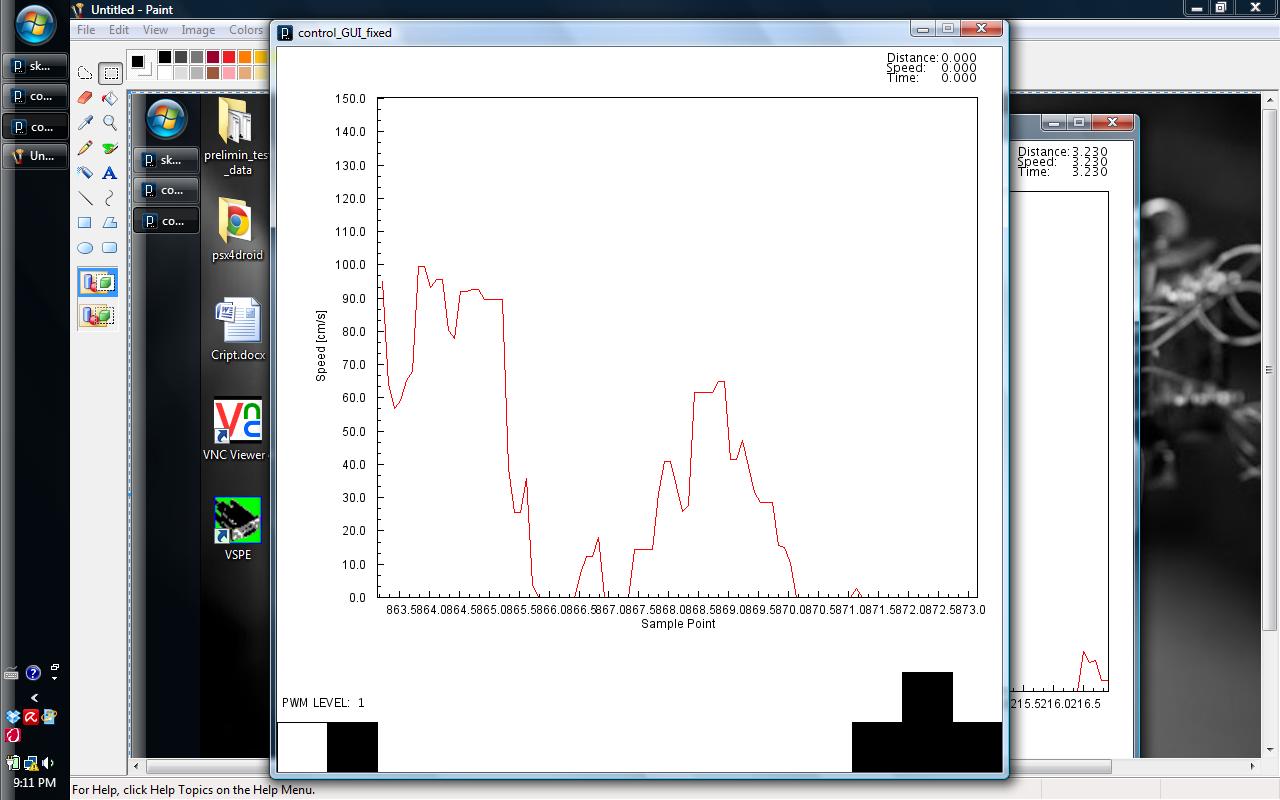 Untitled - Paint
File Edit View Image Colors
control_GUI_fixed
sk...
co...
co...
Un...
Distance: 0.000
Speed: 0.000
Time: 0.000
Distance: 3.230
Speed: 3.230
Time: 3.230
sk...
co...
co...
prelimin_tes
_data
psx4droid
Cript.docx
VNC Viewer
VSPE
150.0
140.0
130.0
120.0
110.0
100.0
90.0
80.0
70.0
60.0
50.0
40.0
30.0
20.0
10.0
0.0
Speed [cm/s]
863.5864.0864.5865.0865.5866.0866.5867.0867.5868.0868.5869.0869.5870.0870.5871.0871.5872.0872.5873.0
Sample Point
PWM LEVEL: 1
215.5216.0216.5
9:11 PM
For Help, click Help Topics on the Help Menu.